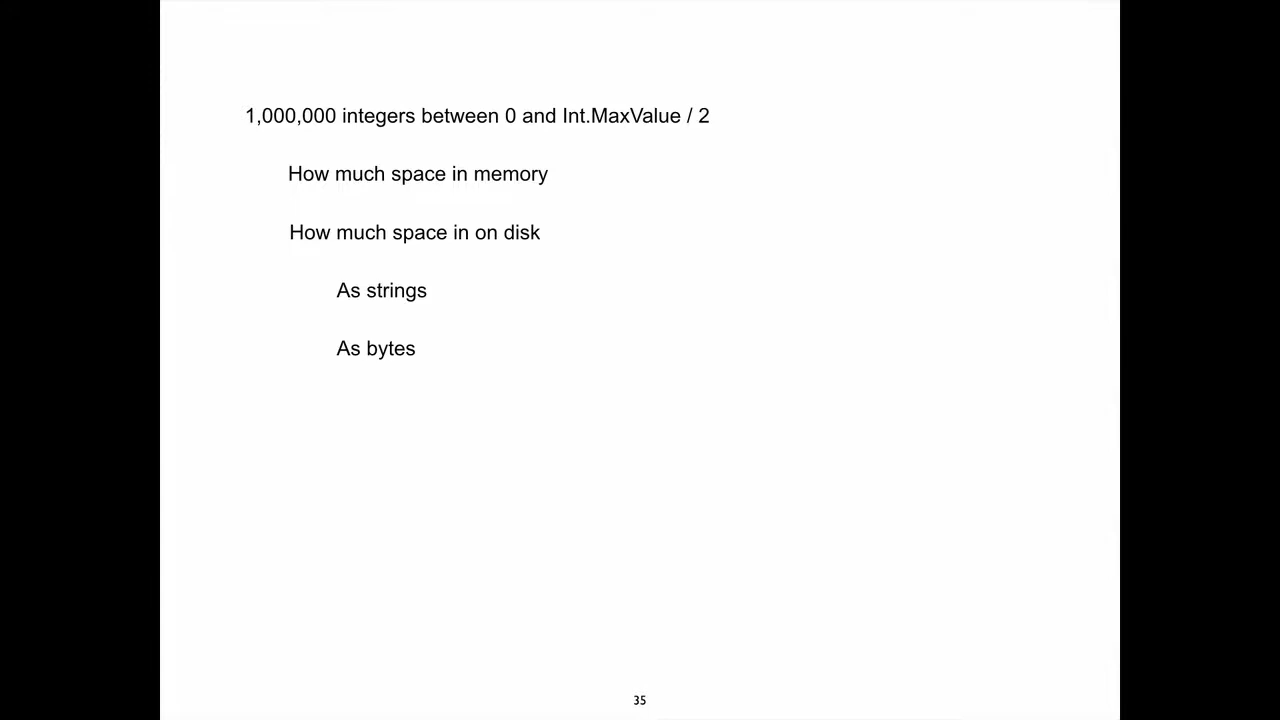 1,000,000 integers between 0 and Int.MaxValue / 2
How much space in memory
How much space in on disk
As strings
As bytes
35